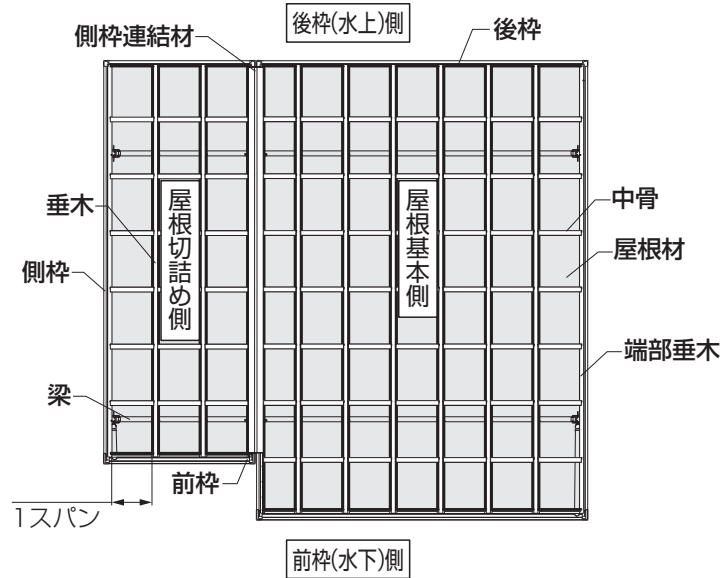 後枠(水上)側
側枠連結材
後枠
垂木
屋根切詰め側
屋根基本側
中骨
屋根材
側枠
端部垂木
梁
前枠
1スパン
前枠(水下)側